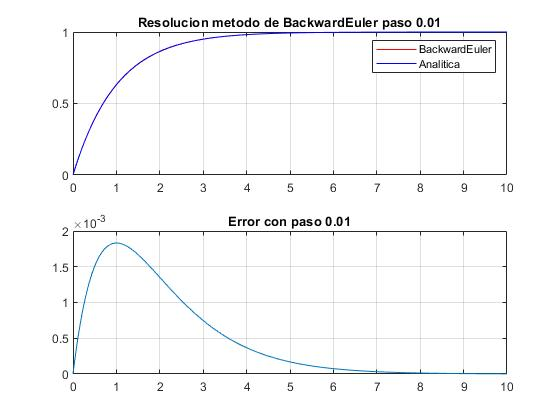 Resolucion metodo de BackwardEuler paso 0.01
1
BackwardEuler
Analitica
0.5
0
0 1 2 3 4 5 6 7 8 9 10
Error con paso 0.01
×10-3
2
1.5
1
0.5
0
0 1 2 3 4 5 6 7 8 9 10